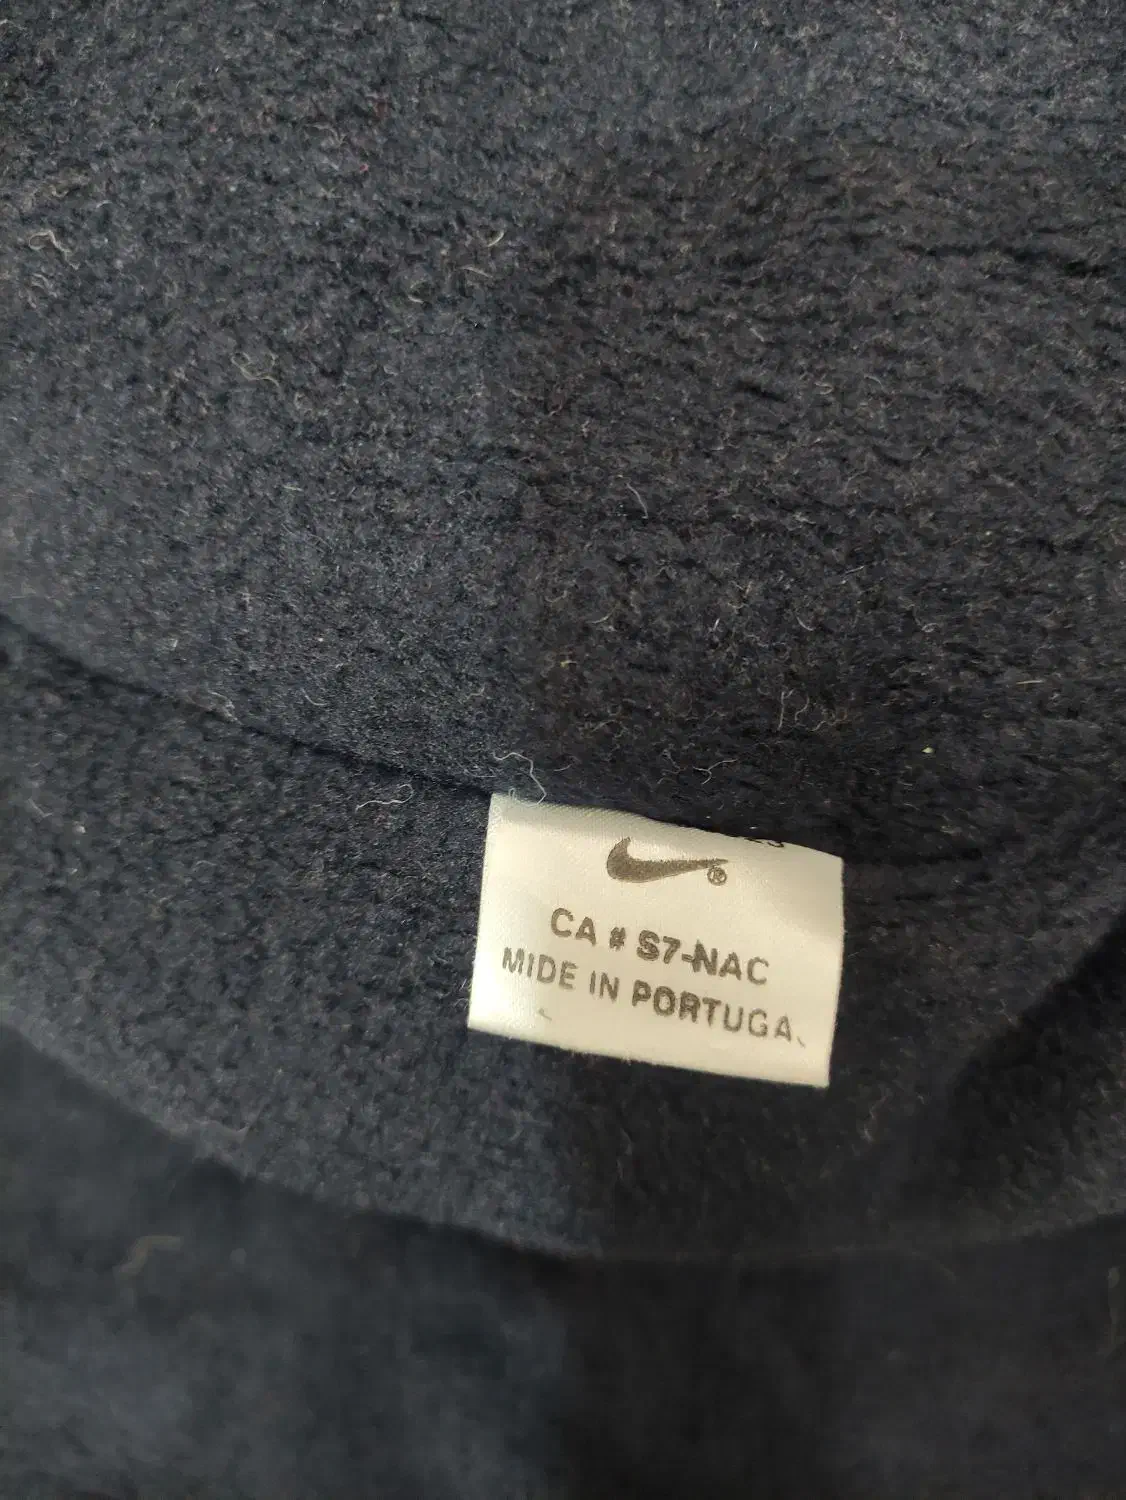 ®
CA # S7-NAC
MIDE IN PORTUGA